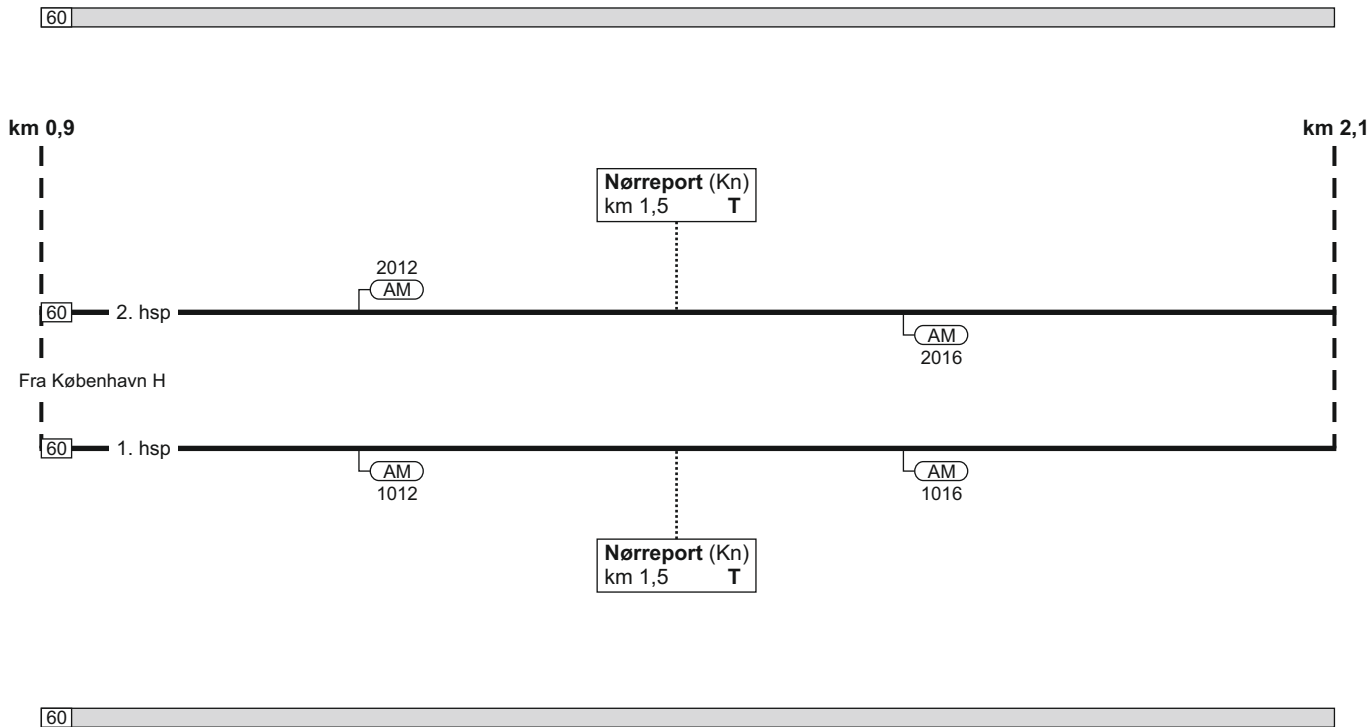 60
km 0,9
km 2,1
Nørreport (Kn)
km 1,5 T
2012
AM
60
2. hsp
AM
2016
Fra København H
60
1. hsp
AM
1012
AM
1016
Nørreport (Kn)
km 1,5 T
60